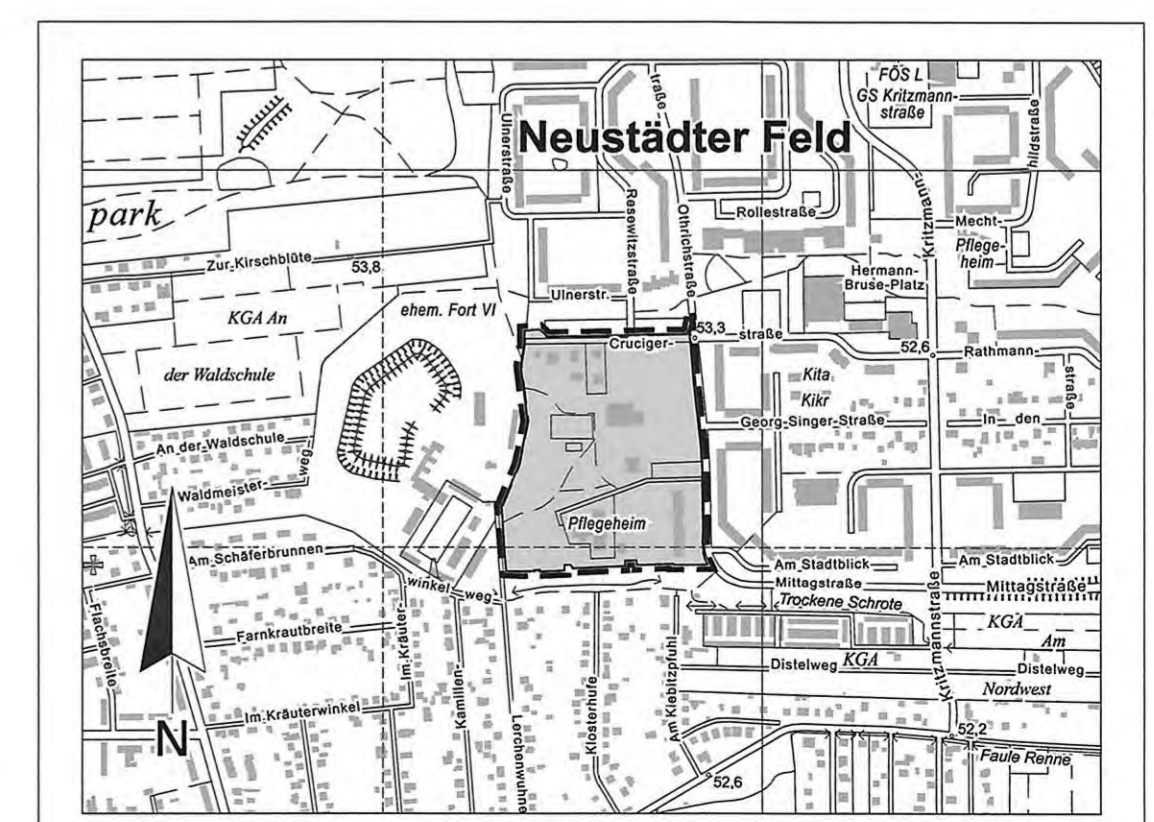 FÖS L
GS Kritzmann-
straße
Neustädter Feld
Ulnerstraße
Resewitzstraße
traße
Othrichstraße
Kritzmann-
hildstraße
Rollestraße
Mecht-
Pflege-
heim
park
Zur Kirschblüte
53,8
Hermann-
Bruse-Platz
Ulnerstr.
KGA An
ehem. Fort VI
53,3
Cruciger-
straße
52,6
Rathmann-
straße
der Waldschule
Kita
Kikr
Georg-Singer-Straße
In den
An der Waldschule
weg
Waldmeister-
Pflegeheim
Am Schäferbrunnen
Am Stadtblick
Am Stadtblick
winkel weg
Mittagstraße
Mittagstraße
Trockene Schrote
KGA
Flachsbreite
Farnkrautbreite
Im Kräuter-
Kamillen-
Lerchenwuhne
Klosterhufe
Am Kiebitzpfuhl
Kritzmannstraße
Am
Distelweg
KGA
Distelweg
Nordwest
Im Kräuterwinkel
N
52,2
Faule Renne
52,6